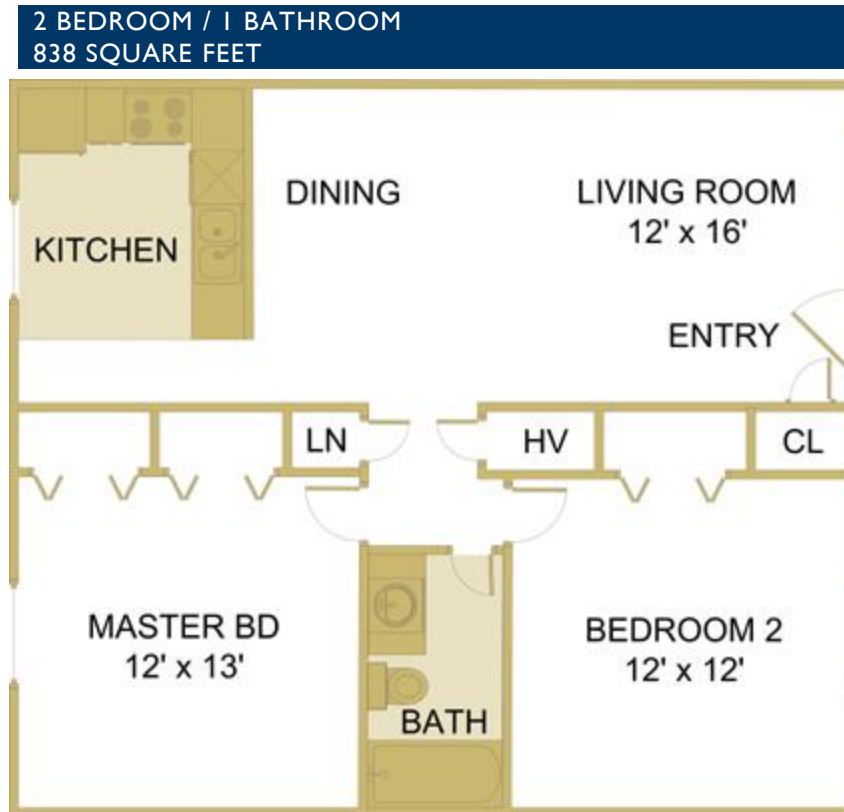 2 BEDROOM / 1 BATHROOM
838 SQUARE FEET
DINING
LIVING ROOM
12' x 16'
KITCHEN
ENTRY
LN
HV
CL
MASTER BD
12' x 13'
BEDROOM 2
12' x 12'
BATH